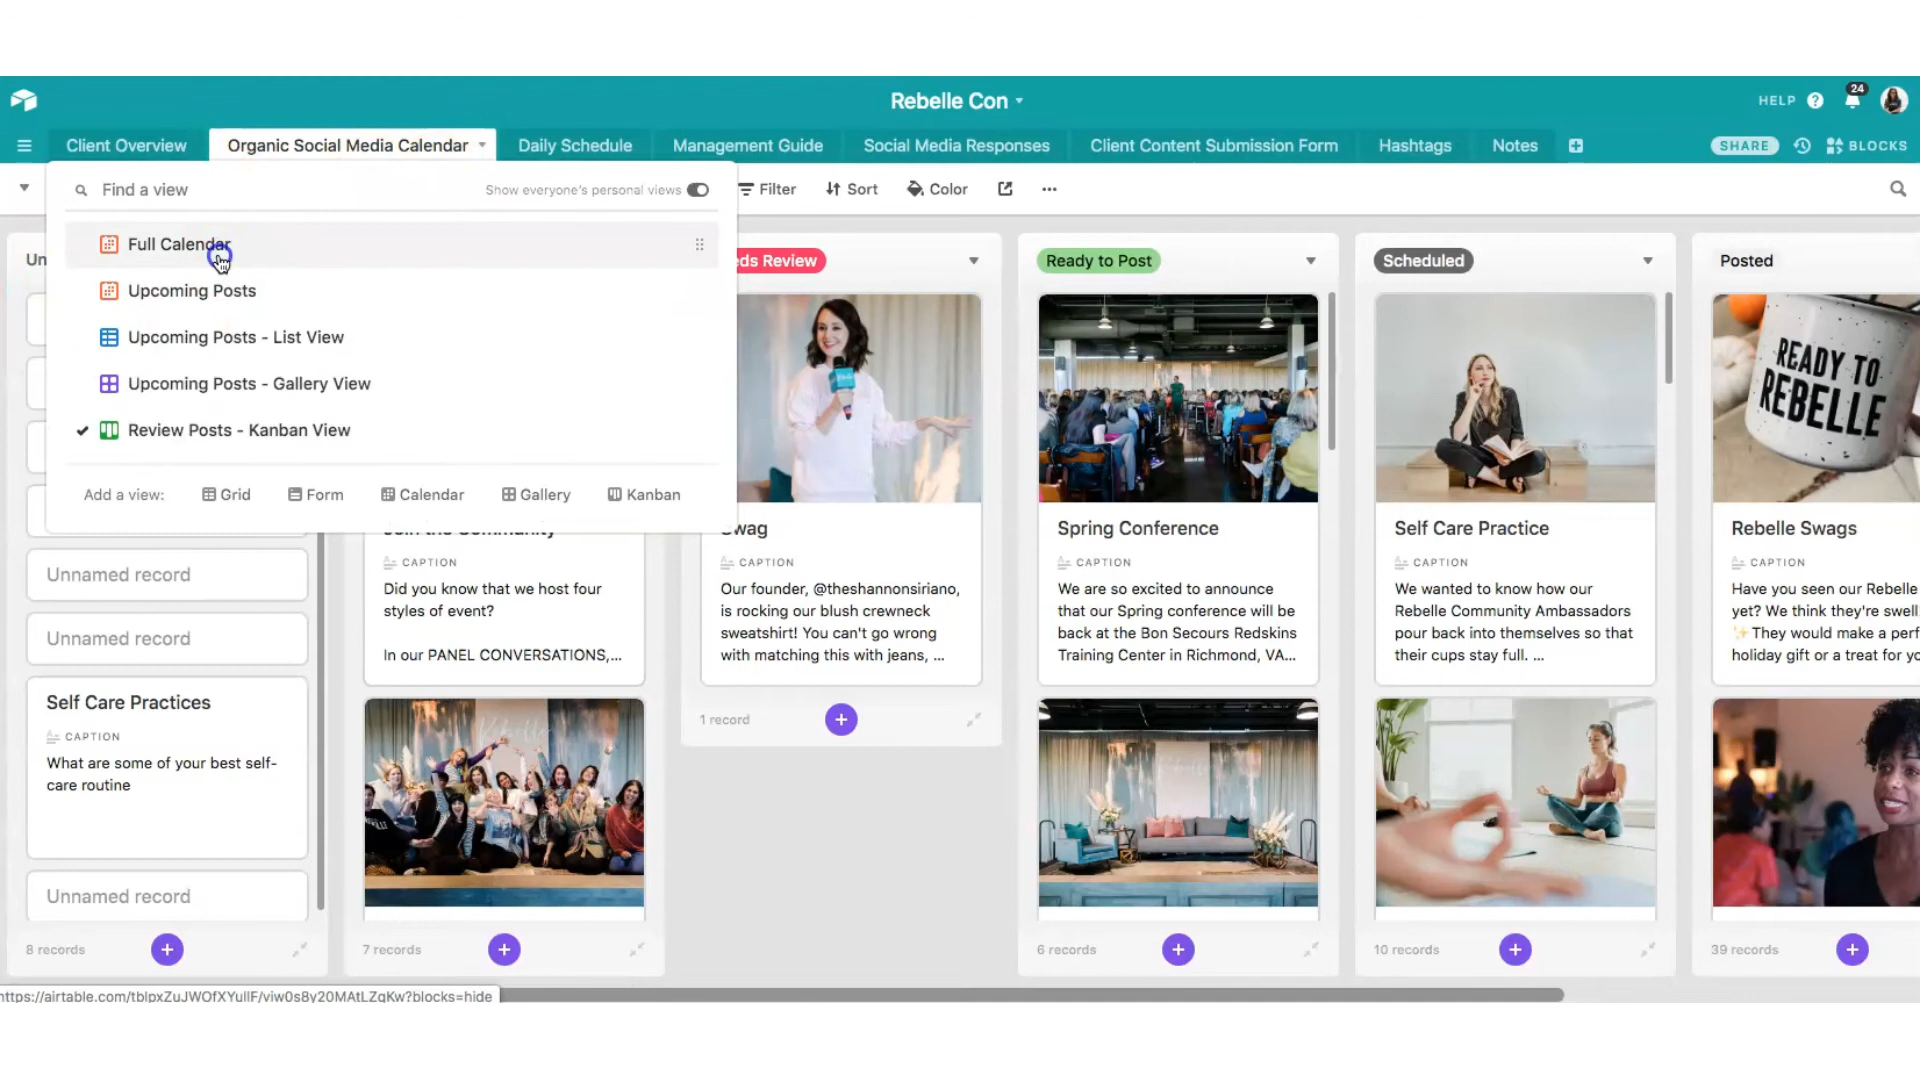 Rebelle Con
HELP
24
Client Overview
Organic Social Media Calendar
Daily Schedule
Management Guide
Social Media Responses
Client Content Submission Form
Hashtags
Notes
SHARE
BLOCKS
Find a view
Show everyone's personal views
Filter
Sort
Color
Full Calendar
Upcoming Posts
Upcoming Posts - List View
Upcoming Posts - Gallery View
Review Posts - Kanban View
Add a view:
Grid
Form
Calendar
Gallery
Kanban
Un
Unnamed record
Unnamed record
Self Care Practices
CAPTION
What are some of your best self-
care routine
Unnamed record
8 records
Join the Community
CAPTION
Did you know that we host four
styles of event?
In our PANEL CONVERSATIONS,...
7 records
eds Review
Swag
CAPTION
Our founder, @theshannonsiriano,
is rocking our blush crewneck
sweatshirt! You can't go wrong
with matching this with jeans, ...
1 record
Ready to Post
Spring Conference
CAPTION
We are so excited to announce
that our Spring conference will be
back at the Bon Secours Redskins
Training Center in Richmond, VA...
6 records
Scheduled
Self Care Practice
CAPTION
We wanted to know how our
Rebelle Community Ambassadors
pour back into themselves so that
their cups stay full. ...
10 records
Posted
READY TO
REBELLE
Rebelle Swags
CAPTION
Have you seen our Rebelle
yet? We think they're swell
✨ They would make a perf
holiday gift or a treat for yo
39 records